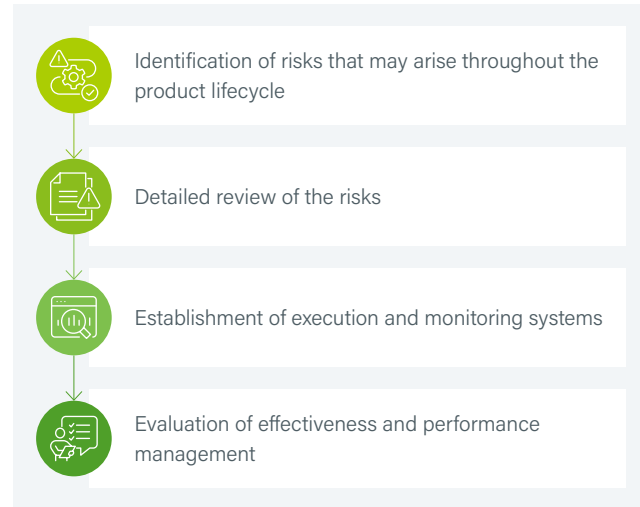 Identification of risks that may arise throughout the
product lifecycle
Detailed review of the risks
Establishment of execution and monitoring systems
Evaluation of effectiveness and performance
management